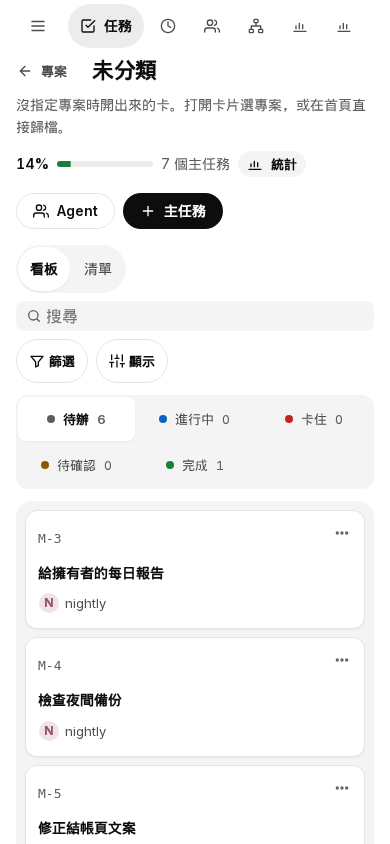 任務
專案
未分類
沒指定專案時開出來的卡。打開卡片選專案，或在首頁直
接歸檔。
14% 7 個主任務 統計
Agent 主任務
看板 清單
搜尋
篩選 顯示
待辦 6 進行中 0 卡住 0
待確認 0 完成 1
M-3
給擁有者的每日報告
N nightly
M-4
檢查夜間備份
N nightly
M-5
修正結帳頁文案